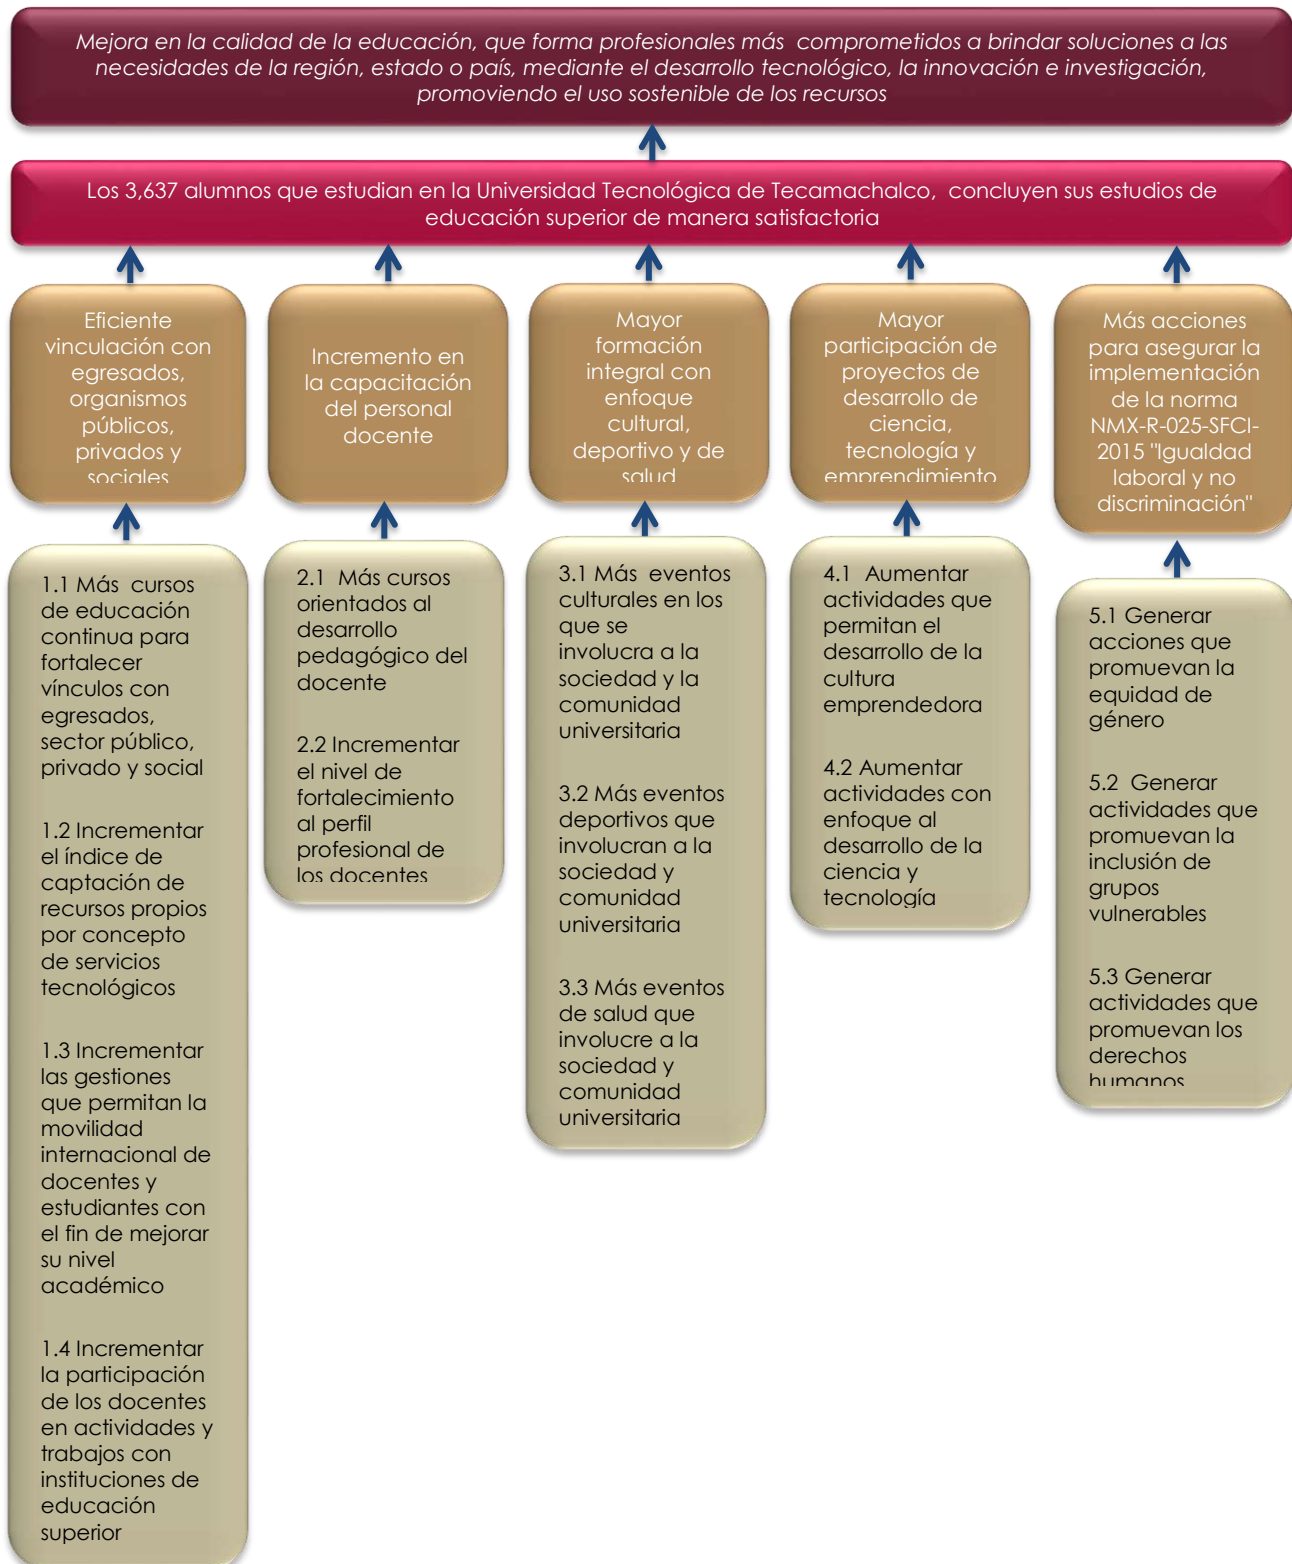 Mejora en la calidad de la educación, que forma profesionales más comprometidos a brindar soluciones a las
necesidades de la región, estado o país, mediante el desarrollo tecnológico, la innovación e investigación,
promoviendo el uso sostenible de los recursos
Los 3,637 alumnos que estudian en la Universidad Tecnológica de Tecamachalco, concluyen sus estudios de
educación superior de manera satisfactoria
Eficiente
vinculación con
egresados,
organismos
públicos,
privados y
sociales
Incremento en
la capacitación
del personal
docente
Mayor
formación
integral con
enfoque
cultural,
deportivo y de
salud
Mayor
participación de
proyectos de
desarrollo de
ciencia,
tecnología y
emprendimiento
Más acciones
para asegurar la
implementación
de la norma
NMX-R-025-SFCI-
2015 "Igualdad
laboral y no
discriminación"
1.1 Más cursos
de educación
continua para
fortalecer
vínculos con
egresados,
sector público,
privado y social
1.2 Incrementar
el índice de
captación de
recursos propios
por concepto
de servicios
tecnológicos
1.3 Incrementar
las gestiones
que permitan la
movilidad
internacional de
docentes y
estudiantes con
el fin de mejorar
su nivel
académico
1.4 Incrementar
la participación
de los docentes
en actividades y
trabajos con
instituciones de
educación
superior
2.1 Más cursos
orientados al
desarrollo
pedagógico del
docente
2.2 Incrementar
el nivel de
fortalecimiento
al perfil
profesional de
los docentes
3.1 Más eventos
culturales en los
que se
involucra a la
sociedad y la
comunidad
universitaria
3.2 Más eventos
deportivos que
involucran a la
sociedad y
comunidad
universitaria
3.3 Más eventos
de salud que
involucre a la
sociedad y
comunidad
universitaria
4.1 Aumentar
actividades que
permitan el
desarrollo de la
cultura
emprendedora
4.2 Aumentar
actividades con
enfoque al
desarrollo de la
ciencia y
tecnología
5.1 Generar
acciones que
promuevan la
equidad de
género
5.2 Generar
actividades que
promuevan la
inclusión de
grupos
vulnerables
5.3 Generar
actividades que
promuevan los
derechos
humanos